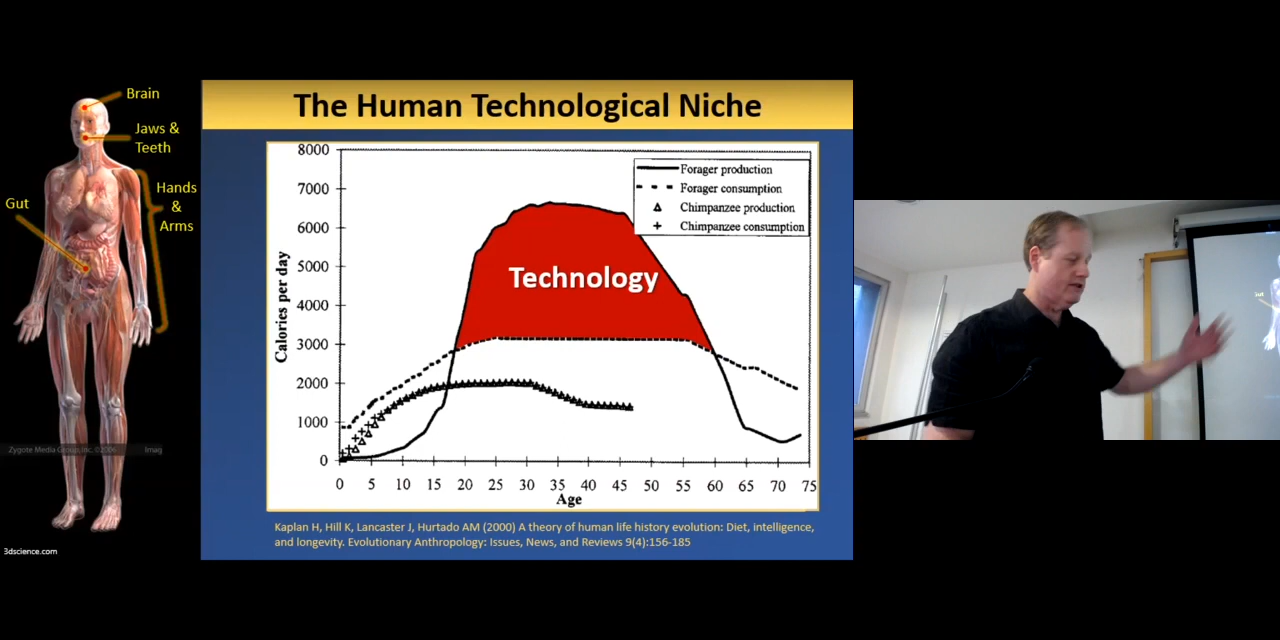 The Human Technological Niche
Brain
Jaws &
Teeth
Hands
&
Arms
Gut
Zygote Media Group, Inc. ©2006
Imag
3dscience.com
8000
7000
6000
5000
4000
3000
2000
1000
0
Calories per day
Forager production
Forager consumption
Chimpanzee production
Chimpanzee consumption
Technology
0 5 10 15 20 25 30 35 40 45 50 55 60 65 70 75
Age
Kaplan H, Hill K, Lancaster J, Hurtado AM (2000) A theory of human life history evolution: Diet, intelligence,
and longevity. Evolutionary Anthropology: Issues, News, and Reviews 9(4):156-185